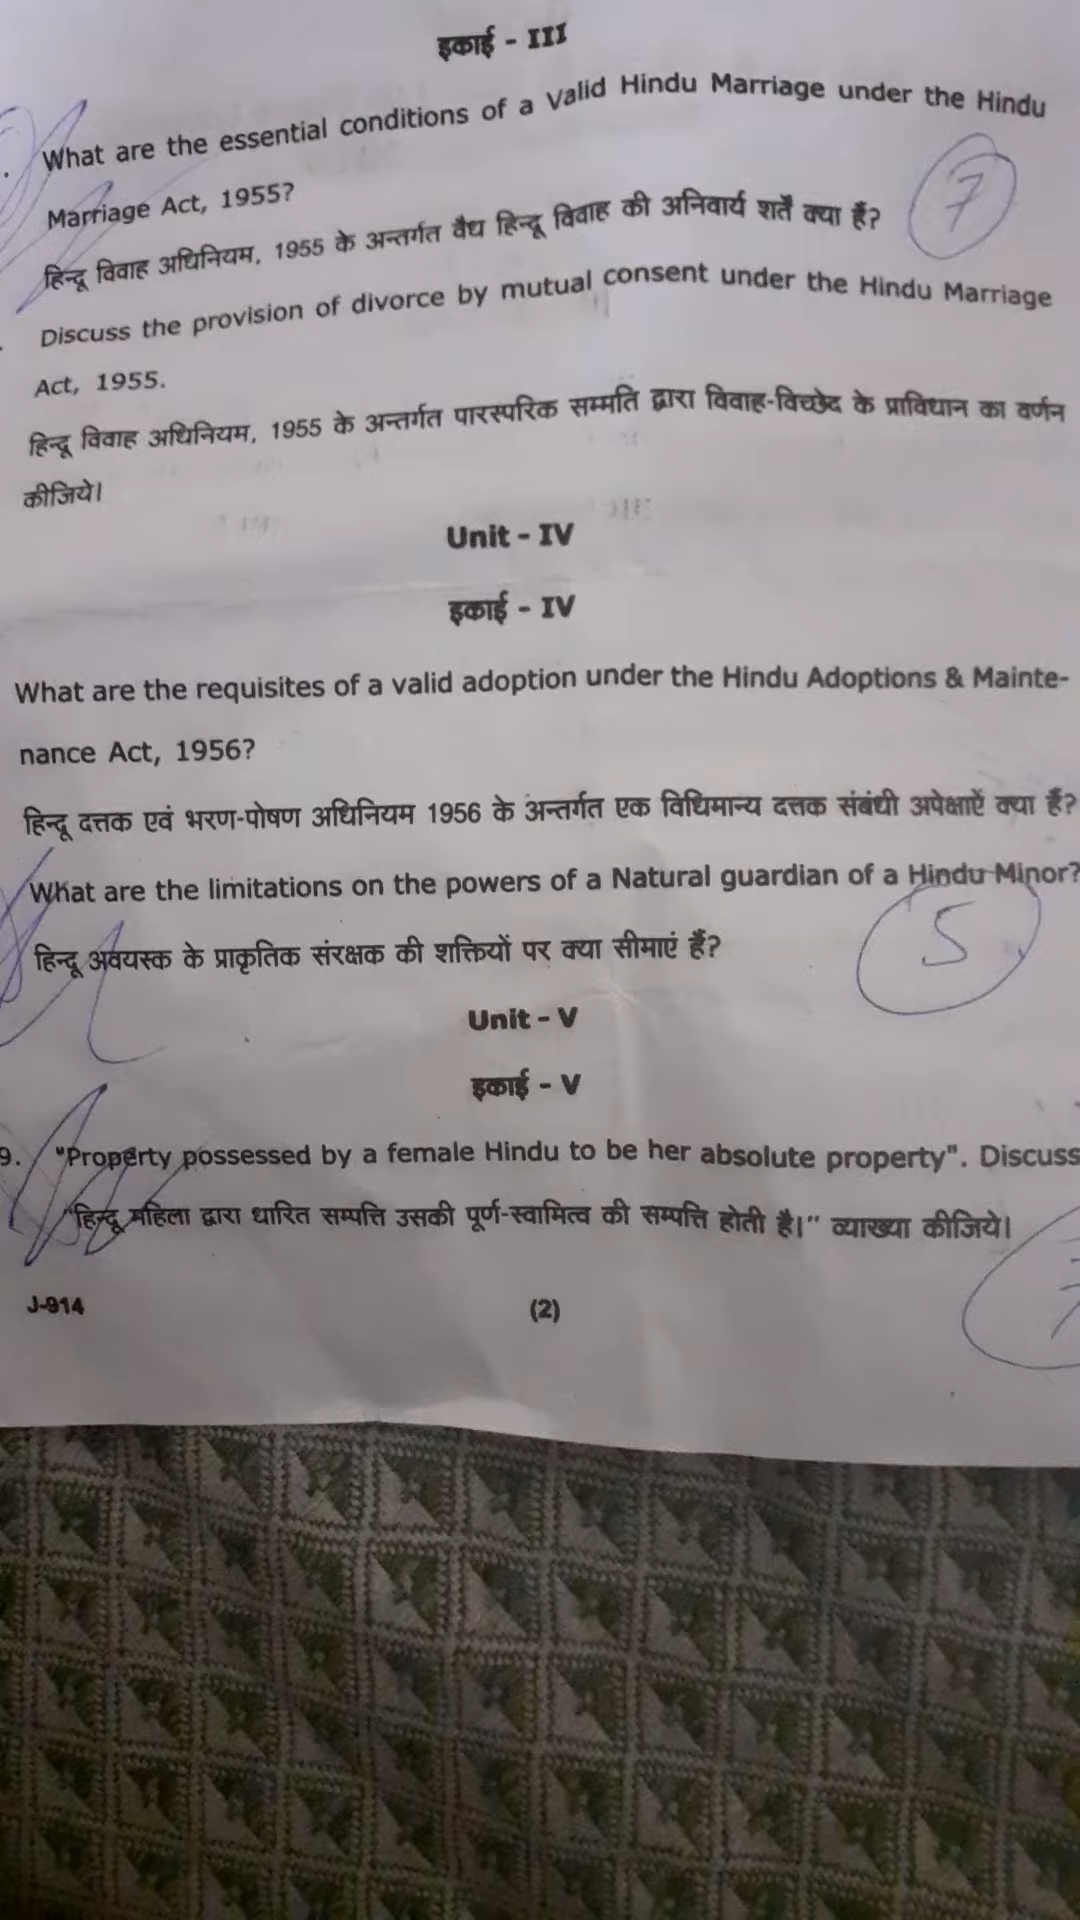 इकाई - III
What are the essential conditions of a Valid Hindu Marriage under the Hindu
Marriage Act, 1955?
7
हिन्दू विवाह अधिनियम, 1955 के अन्तर्गत वैध हिन्दू विवाह की अनिवार्य शर्तें क्या हैं?
Discuss the provision of divorce by mutual consent under the Hindu Marriage
Act, 1955.
हिन्दू विवाह अधिनियम, 1955 के अन्तर्गत पारस्परिक सम्मति द्वारा विवाह-विच्छेद के प्राविधान का वर्णन
कीजिये।
Unit - IV
इकाई - IV
What are the requisites of a valid adoption under the Hindu Adoptions & Mainte-
nance Act, 1956?
हिन्दू दत्तक एवं भरण-पोषण अधिनियम 1956 के अन्तर्गत एक विधिमान्य दत्तक संबंधी अपेक्षाऐं क्या हैं?
What are the limitations on the powers of a Natural guardian of a Hindu Minor?
हिन्दू अवयस्क के प्राकृतिक संरक्षक की शक्तियों पर क्या सीमाएं हैं?
5
Unit - V
इकाई - V
9. "Property possessed by a female Hindu to be her absolute property". Discuss
"हिन्दू महिला द्वारा धारित सम्पत्ति उसकी पूर्ण-स्वामित्व की सम्पत्ति होती है।" व्याख्या कीजिये।
J-914
(2)